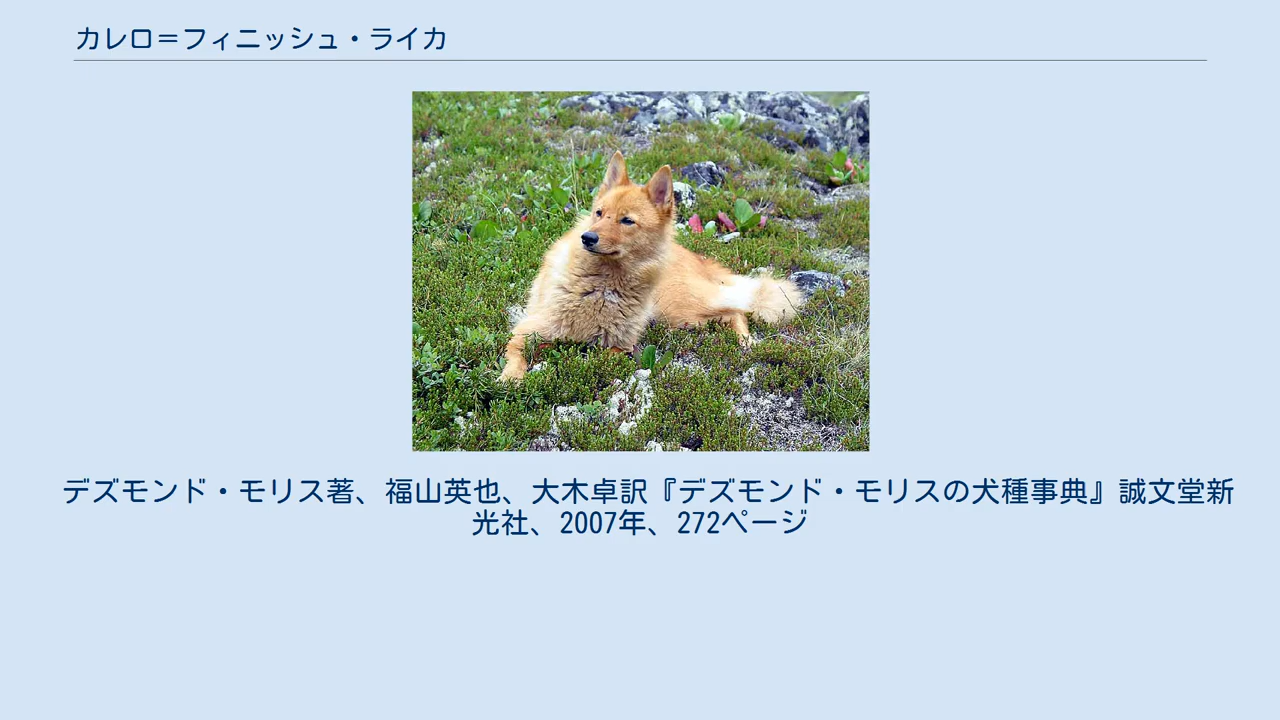 カレロ＝フィニッシュ・ライカ
デズモンド・モリス著、福山英也、大木卓訳『デズモンド・モリスの犬種事典』誠文堂新
光社、2007年、272ページ